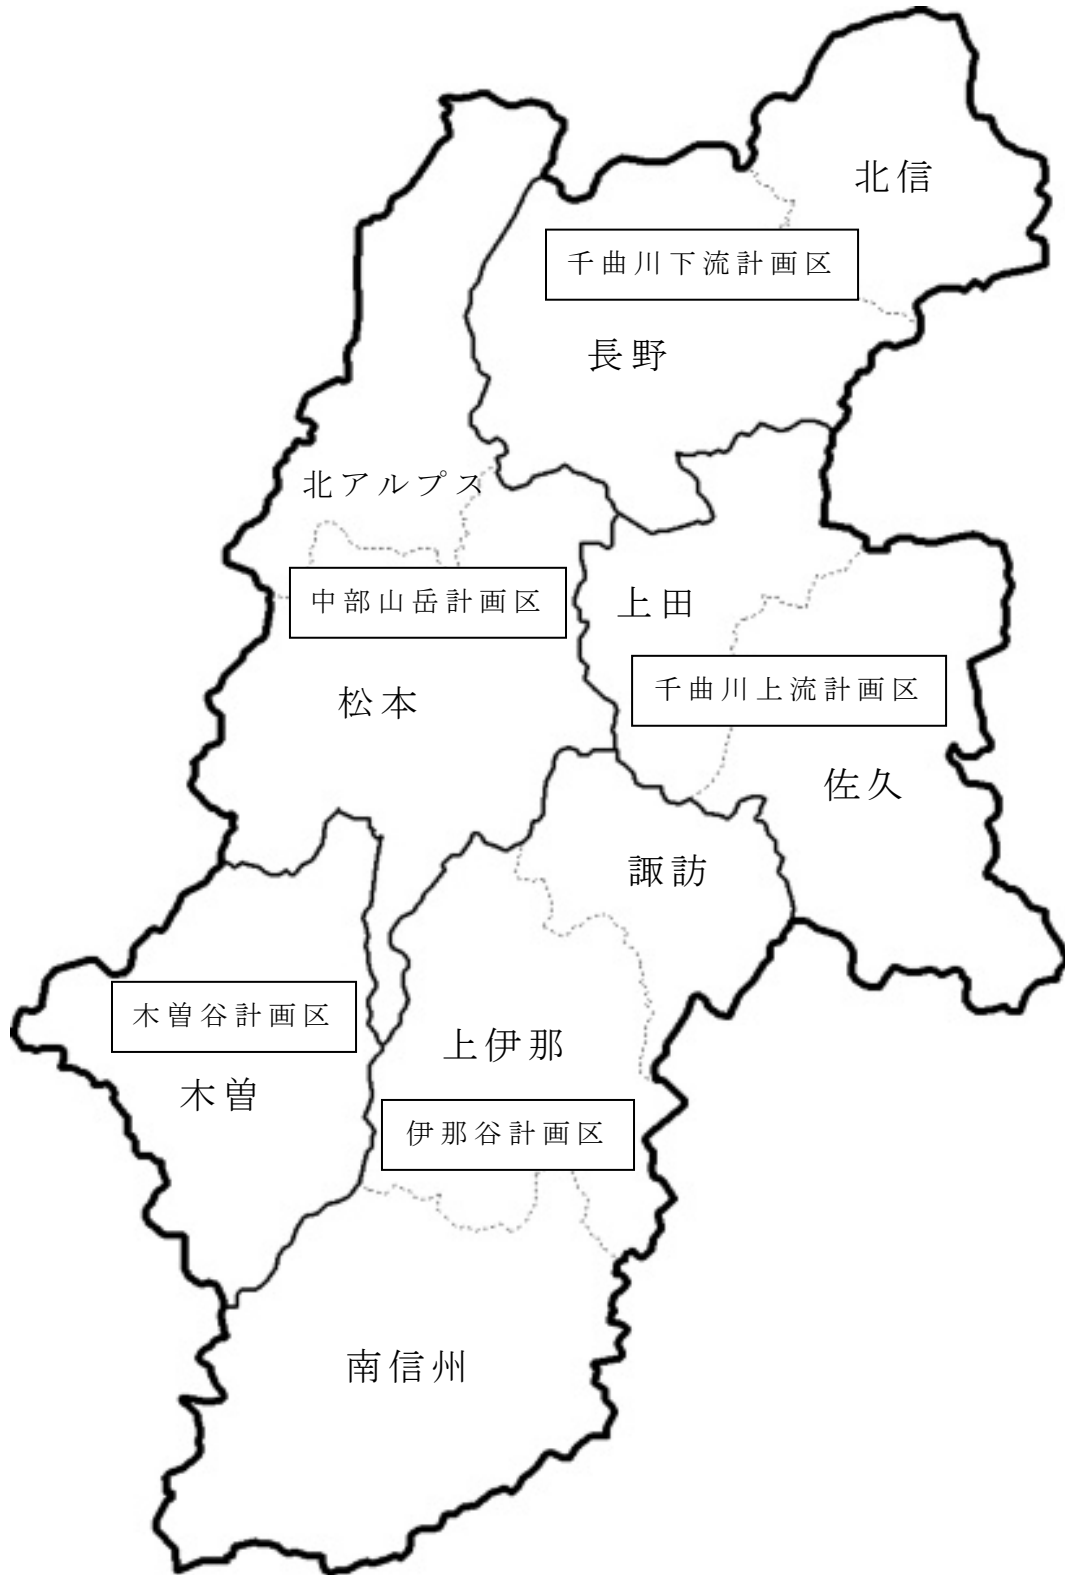 北信
千曲川下流計画区
長野
北アルプス
中部山岳計画区
上田
千曲川上流計画区
松本
佐久
諏訪
木曽谷計画区
上伊那
木曽
伊那谷計画区
南信州